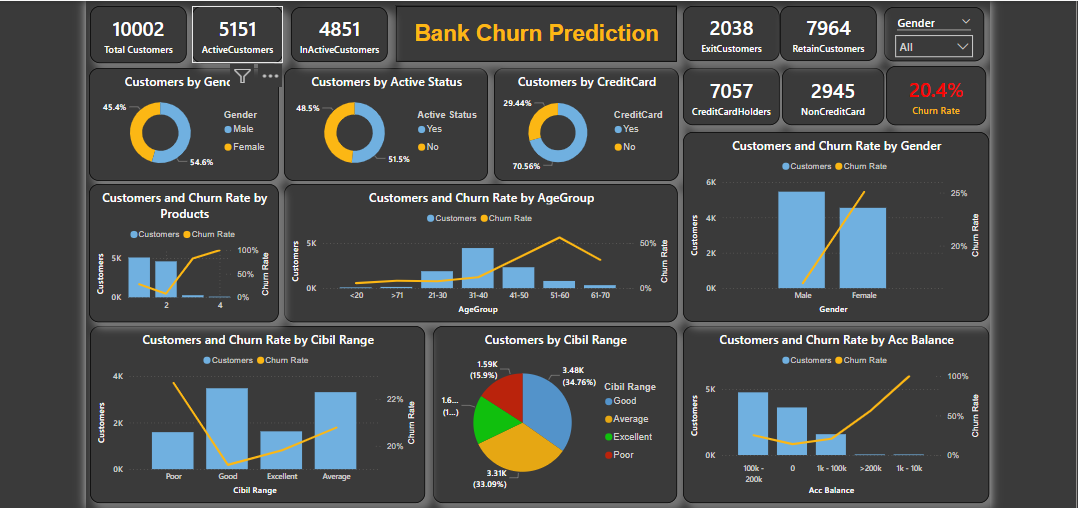 10002
Total Customers
5151
ActiveCustomers
4851
InActiveCustomers
Bank Churn Prediction
2038
ExitCustomers
7964
RetainCustomers
Gender
All
7057
CreditCardHolders
2945
NonCreditCard
20.4%
Churn Rate
Customers by Gend
45.4%
54.6%
Gender
Male
Female
Customers by Active Status
48.5%
51.5%
Active Status
Yes
No
Customers by CreditCard
29.44%
70.56%
CreditCard
Yes
No
Customers and Churn Rate by Gender
Customers Churn Rate
6K
4K
2K
0K
Customers
25%
20%
Churn Rate
Male Female
Gender
Customers and Churn Rate by
Products
Customers Churn Rate
5K
0K
Customers
100%
50%
0%
Churn Rate
2 4
Customers and Churn Rate by AgeGroup
Customers Churn Rate
5K
0K
Customers
50%
0%
Churn Rate
<20 >71 21-30 31-40 41-50 51-60 61-70
AgeGroup
Customers and Churn Rate by Cibil Range
Customers Churn Rate
4K
2K
0K
Customers
22%
20%
Churn Rate
Poor Good Excellent Average
Cibil Range
Customers by Cibil Range
1.59K
(15.9%)
3.48K
(34.76%)
1.6...
(1...)
3.31K
(33.09%)
Cibil Range
Good
Average
Excellent
Poor
Customers and Churn Rate by Acc Balance
Customers Churn Rate
5K
0K
Customers
100%
50%
0%
Churn Rate
100k -
200k
0
1k - 100k
>200k
1k - 10k
Acc Balance